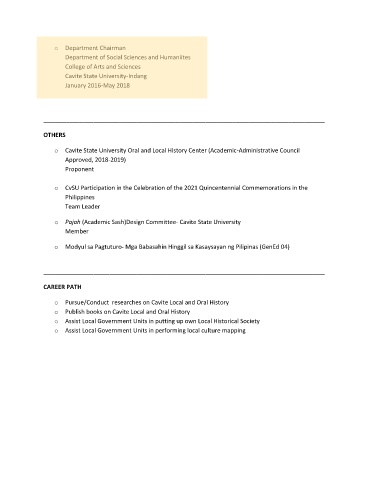 o Department Chairman
Department of Social Sciences and Humaniites
College of Arts and Sciences
Cavite State University-Indang
January 2016-May 2018
OTHERS
o Cavite State University Oral and Local History Center (Academic-Administrative Council
Approved, 2018-2019)
Proponent
o CvSU Participation in the Celebration of the 2021 Quincentennial Commemorations in the
Philippines
Team Leader
o Pajoh (Academic Sash)Design Committee- Cavite State University
Member
o Modyul sa Pagtuturo- Mga Babasahin Hinggil sa Kasaysayan ng Pilipinas (GenEd 04)
CAREER PATH
o Pursue/Conduct researches on Cavite Local and Oral History
o Publish books on Cavite Local and Oral History
o Assist Local Government Units in putting up own Local Historical Society
o Assist Local Government Units in performing local culture mapping